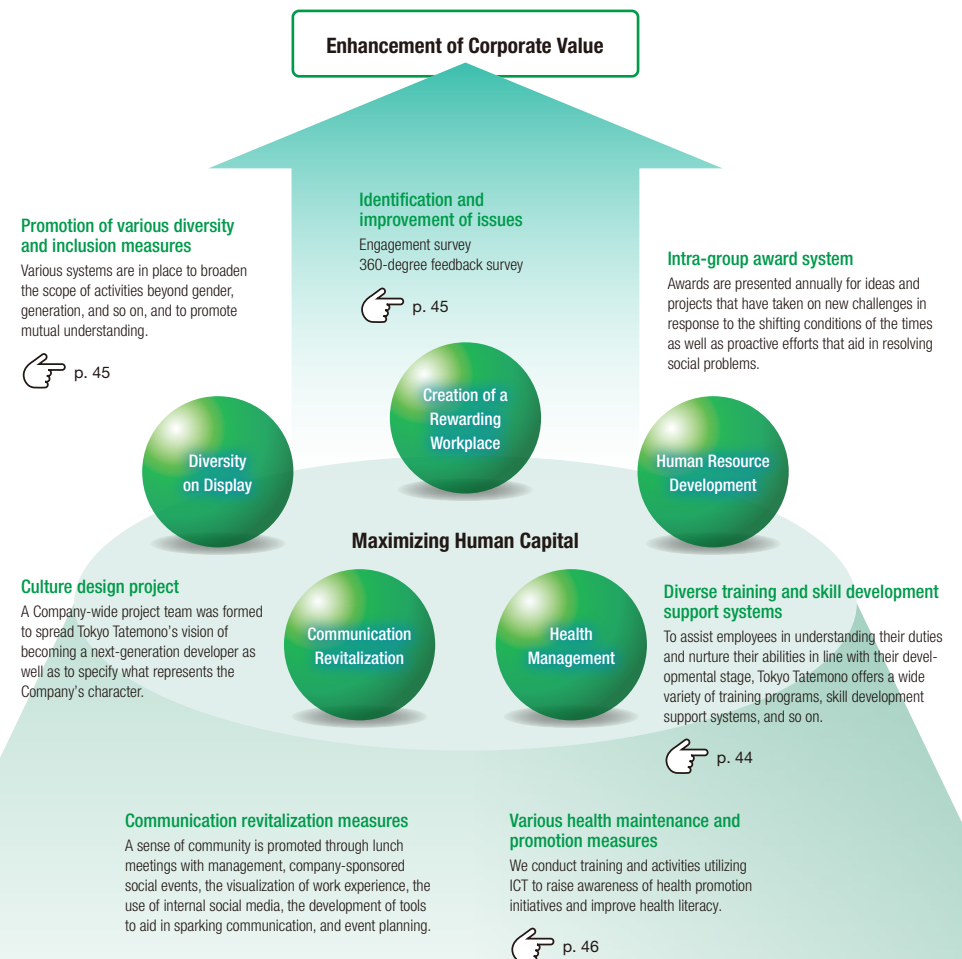 Enhancement of Corporate Value
Identification and
improvement of issues
Engagement survey
360-degree feedback survey
p. 45
Promotion of various diversity
and inclusion measures
Various systems are in place to broaden
the scope of activities beyond gender,
generation, and so on, and to promote
mutual understanding.
p. 45
Intra-group award system
Awards are presented annually for ideas and
projects that have taken on new challenges in
response to the shifting conditions of the times
as well as proactive efforts that aid in resolving
social problems.
Creation of a
Rewarding
Workplace
Diversity
on Display
Human Resource
Development
Maximizing Human Capital
Culture design project
A Company-wide project team was formed
to spread Tokyo Tatemono’s vision of
becoming a next-generation developer as
well as to specify what represents the
Company’s character.
Communication
Revitalization
Health
Management
Diverse training and skill development
support systems
To assist employees in understanding their duties
and nurture their abilities in line with their devel-
opmental stage, Tokyo Tatemono offers a wide
variety of training programs, skill development
support systems, and so on.
p. 44
Communication revitalization measures
A sense of community is promoted through lunch
meetings with management, company-sponsored
social events, the visualization of work experience, the
use of internal social media, the development of tools
to aid in sparking communication, and event planning.
Various health maintenance and
promotion measures
We conduct training and activities utilizing
ICT to raise awareness of health promotion
initiatives and improve health literacy.
p. 46